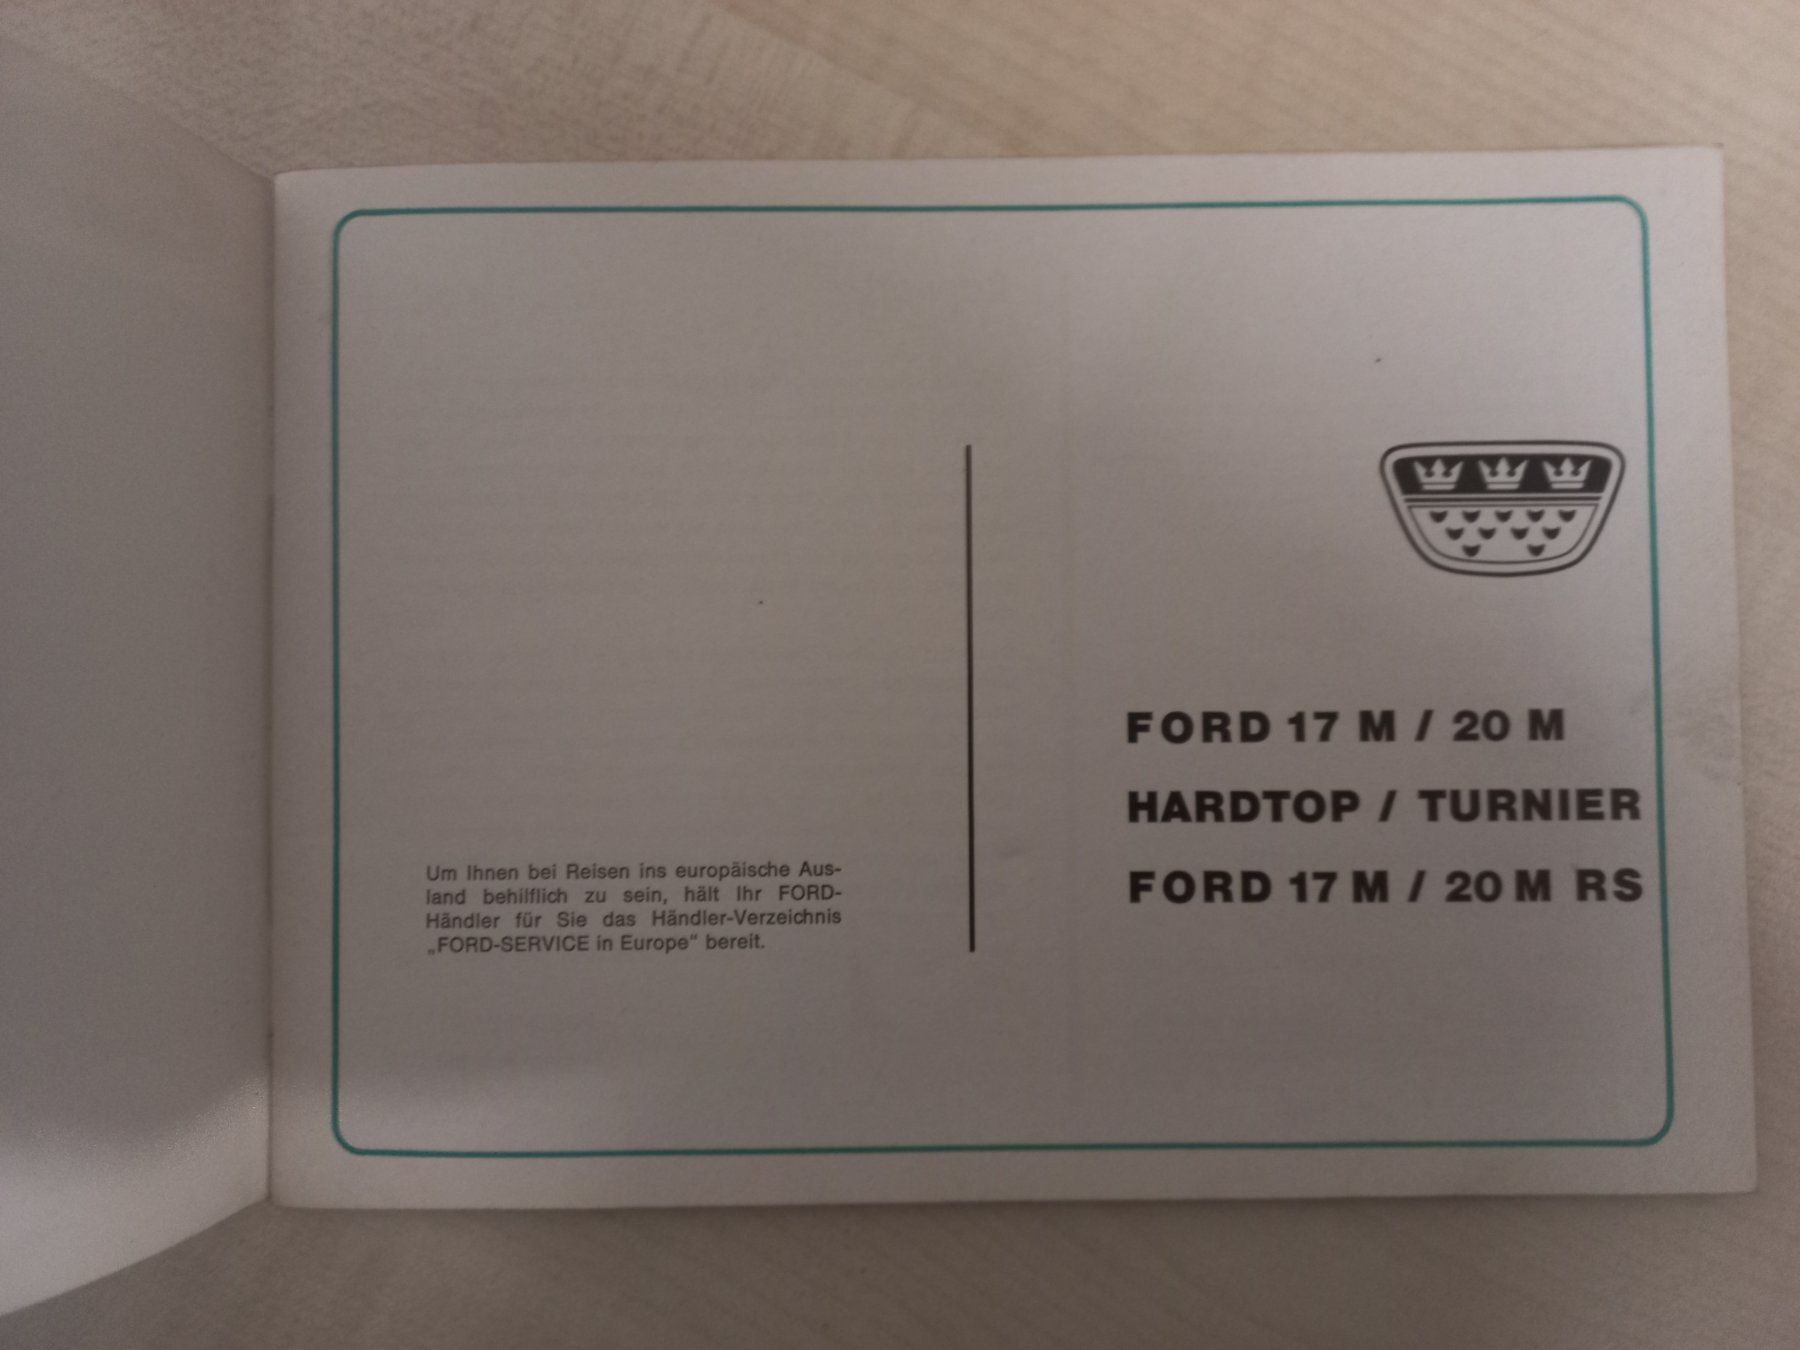 Um Ihnen bei Reisen ins europäische Aus-
land behilflich zu sein, hält Ihr FORD-
Händler für Sie das Händler-Verzeichnis
„FORD-SERVICE in Europe“ bereit.
FORD 17 M / 20 M
HARDTOP / TURNIER
FORD 17 M / 20 M RS